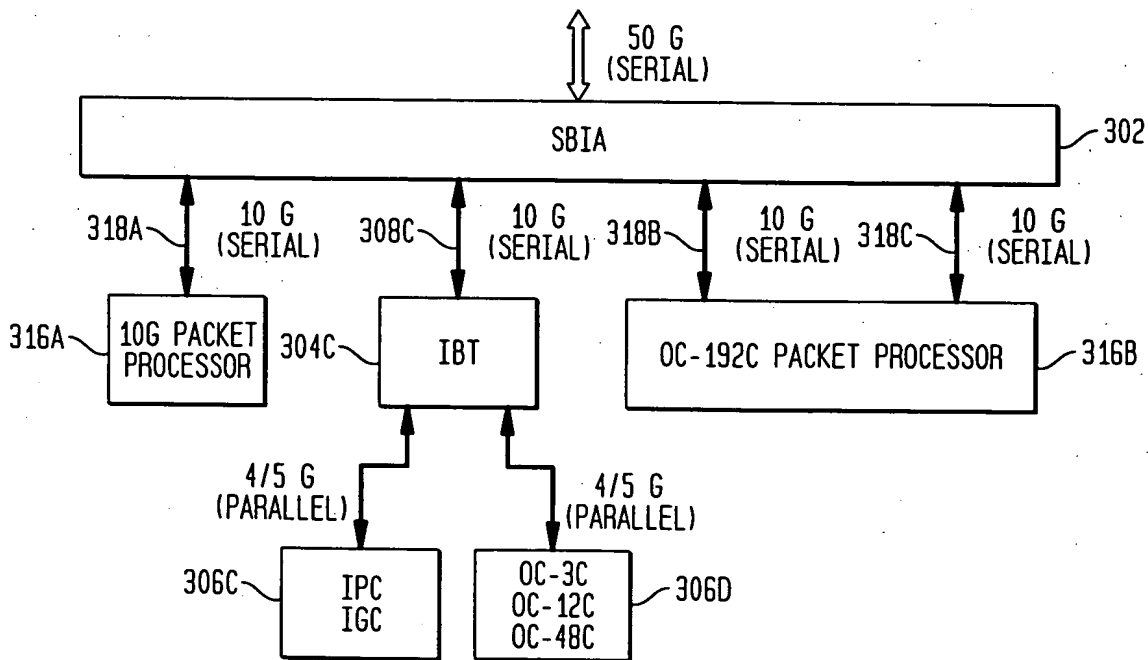 50 G
(SERIAL)
SBIA
302
318A
10 G
(SERIAL)
308C
10 G
(SERIAL)
318B
10 G
(SERIAL)
318C
10 G
(SERIAL)
316A
10G PACKET
PROCESSOR
304C
IBT
OC-192C PACKET PROCESSOR
316B
4/5 G
(PARALLEL)
4/5 G
(PARALLEL)
306C
IPC
IGC
OC-3C
OC-12C
OC-48C
306D